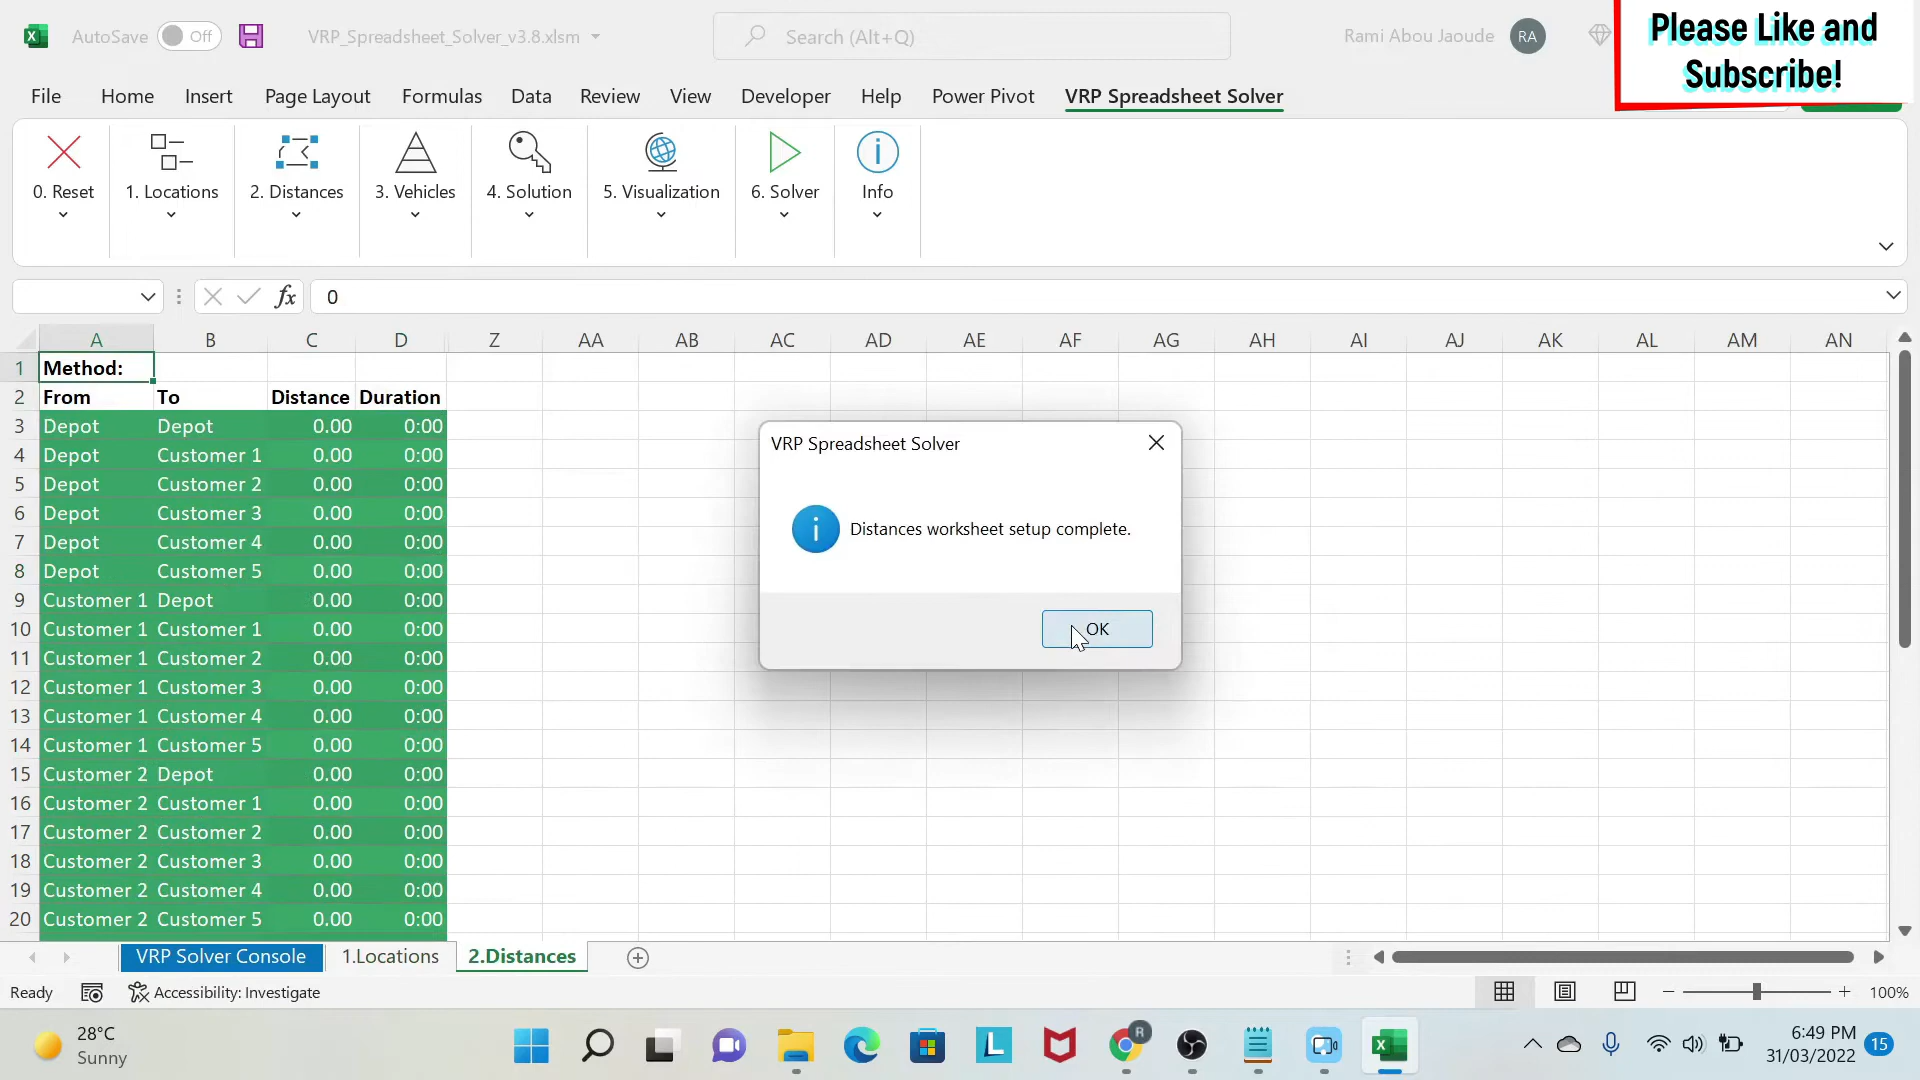 AutoSave Off VRP_Spreadsheet_Solver_v3.8.xlsm Search (Alt+Q) Rami Abou Jaoude RA
Please Like and
Subscribe!
File Home Insert Page Layout Formulas Data Review View Developer Help Power Pivot VRP Spreadsheet Solver
0. Reset 1. Locations 2. Distances 3. Vehicles 4. Solution 5. Visualization 6. Solver Info
fx 0
A B C D Z AA AB AC AD AE AF AG AH AI AJ AK AL AM AN
1 Method:
2 From To Distance Duration
3 Depot Depot 0.00 0:00
4 Depot Customer 1 0.00 0:00
5 Depot Customer 2 0.00 0:00
6 Depot Customer 3 0.00 0:00
7 Depot Customer 4 0.00 0:00
8 Depot Customer 5 0.00 0:00
9 Customer 1 Depot 0.00 0:00
10 Customer 1 Customer 1 0.00 0:00
11 Customer 1 Customer 2 0.00 0:00
12 Customer 1 Customer 3 0.00 0:00
13 Customer 1 Customer 4 0.00 0:00
14 Customer 1 Customer 5 0.00 0:00
15 Customer 2 Depot 0.00 0:00
16 Customer 2 Customer 1 0.00 0:00
17 Customer 2 Customer 2 0.00 0:00
18 Customer 2 Customer 3 0.00 0:00
19 Customer 2 Customer 4 0.00 0:00
20 Customer 2 Customer 5 0.00 0:00
VRP Spreadsheet Solver
Distances worksheet setup complete.
OK
VRP Solver Console 1.Locations 2.Distances
Ready Accessibility: Investigate 100%
28°C
Sunny
L
R
6:49 PM
31/03/2022
15